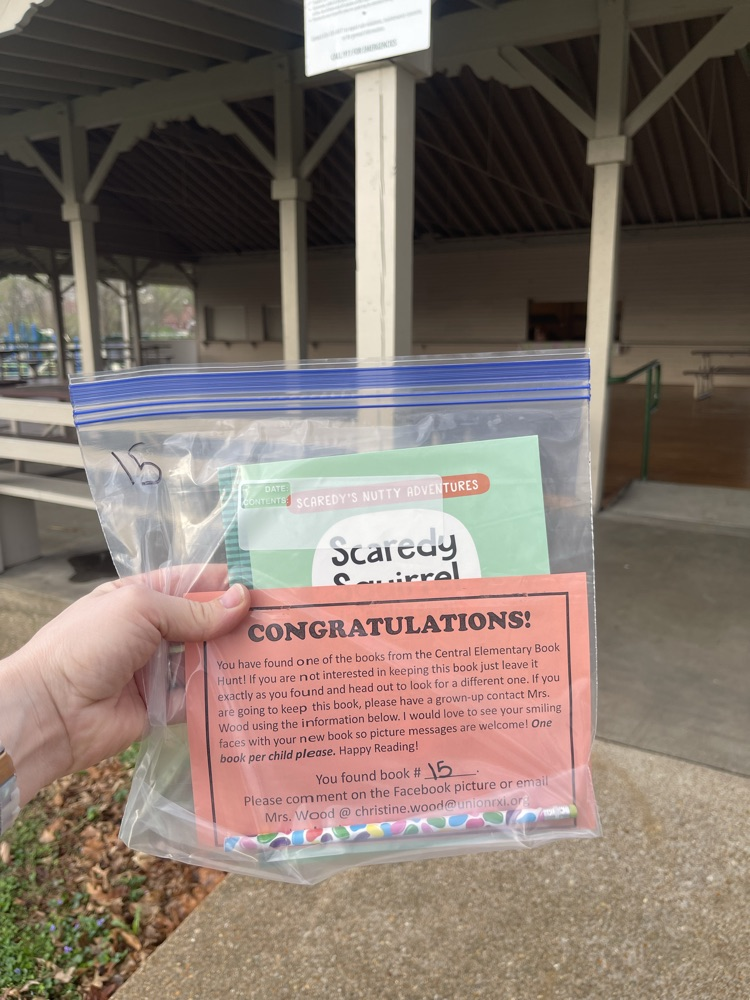 15
DATE:
CONTENTS:
SCAREDY'S NUTTY ADVENTURES
Scaredy
Squirrel
CONGRATULATIONS!
You have found one of the books from the Central Elementary Book
Hunt! If you are not interested in keeping this book just leave it
exactly as you found and head out to look for a different one. If you
are going to keep this book, please have a grown-up contact Mrs.
Wood using the information below. I would love to see your smiling
faces with your new book so picture messages are welcome! One
book per child please. Happy Reading!
You found book # 15.
Please comment on the Facebook picture or email
Mrs. Wood @ christine.wood@unionrxi.org